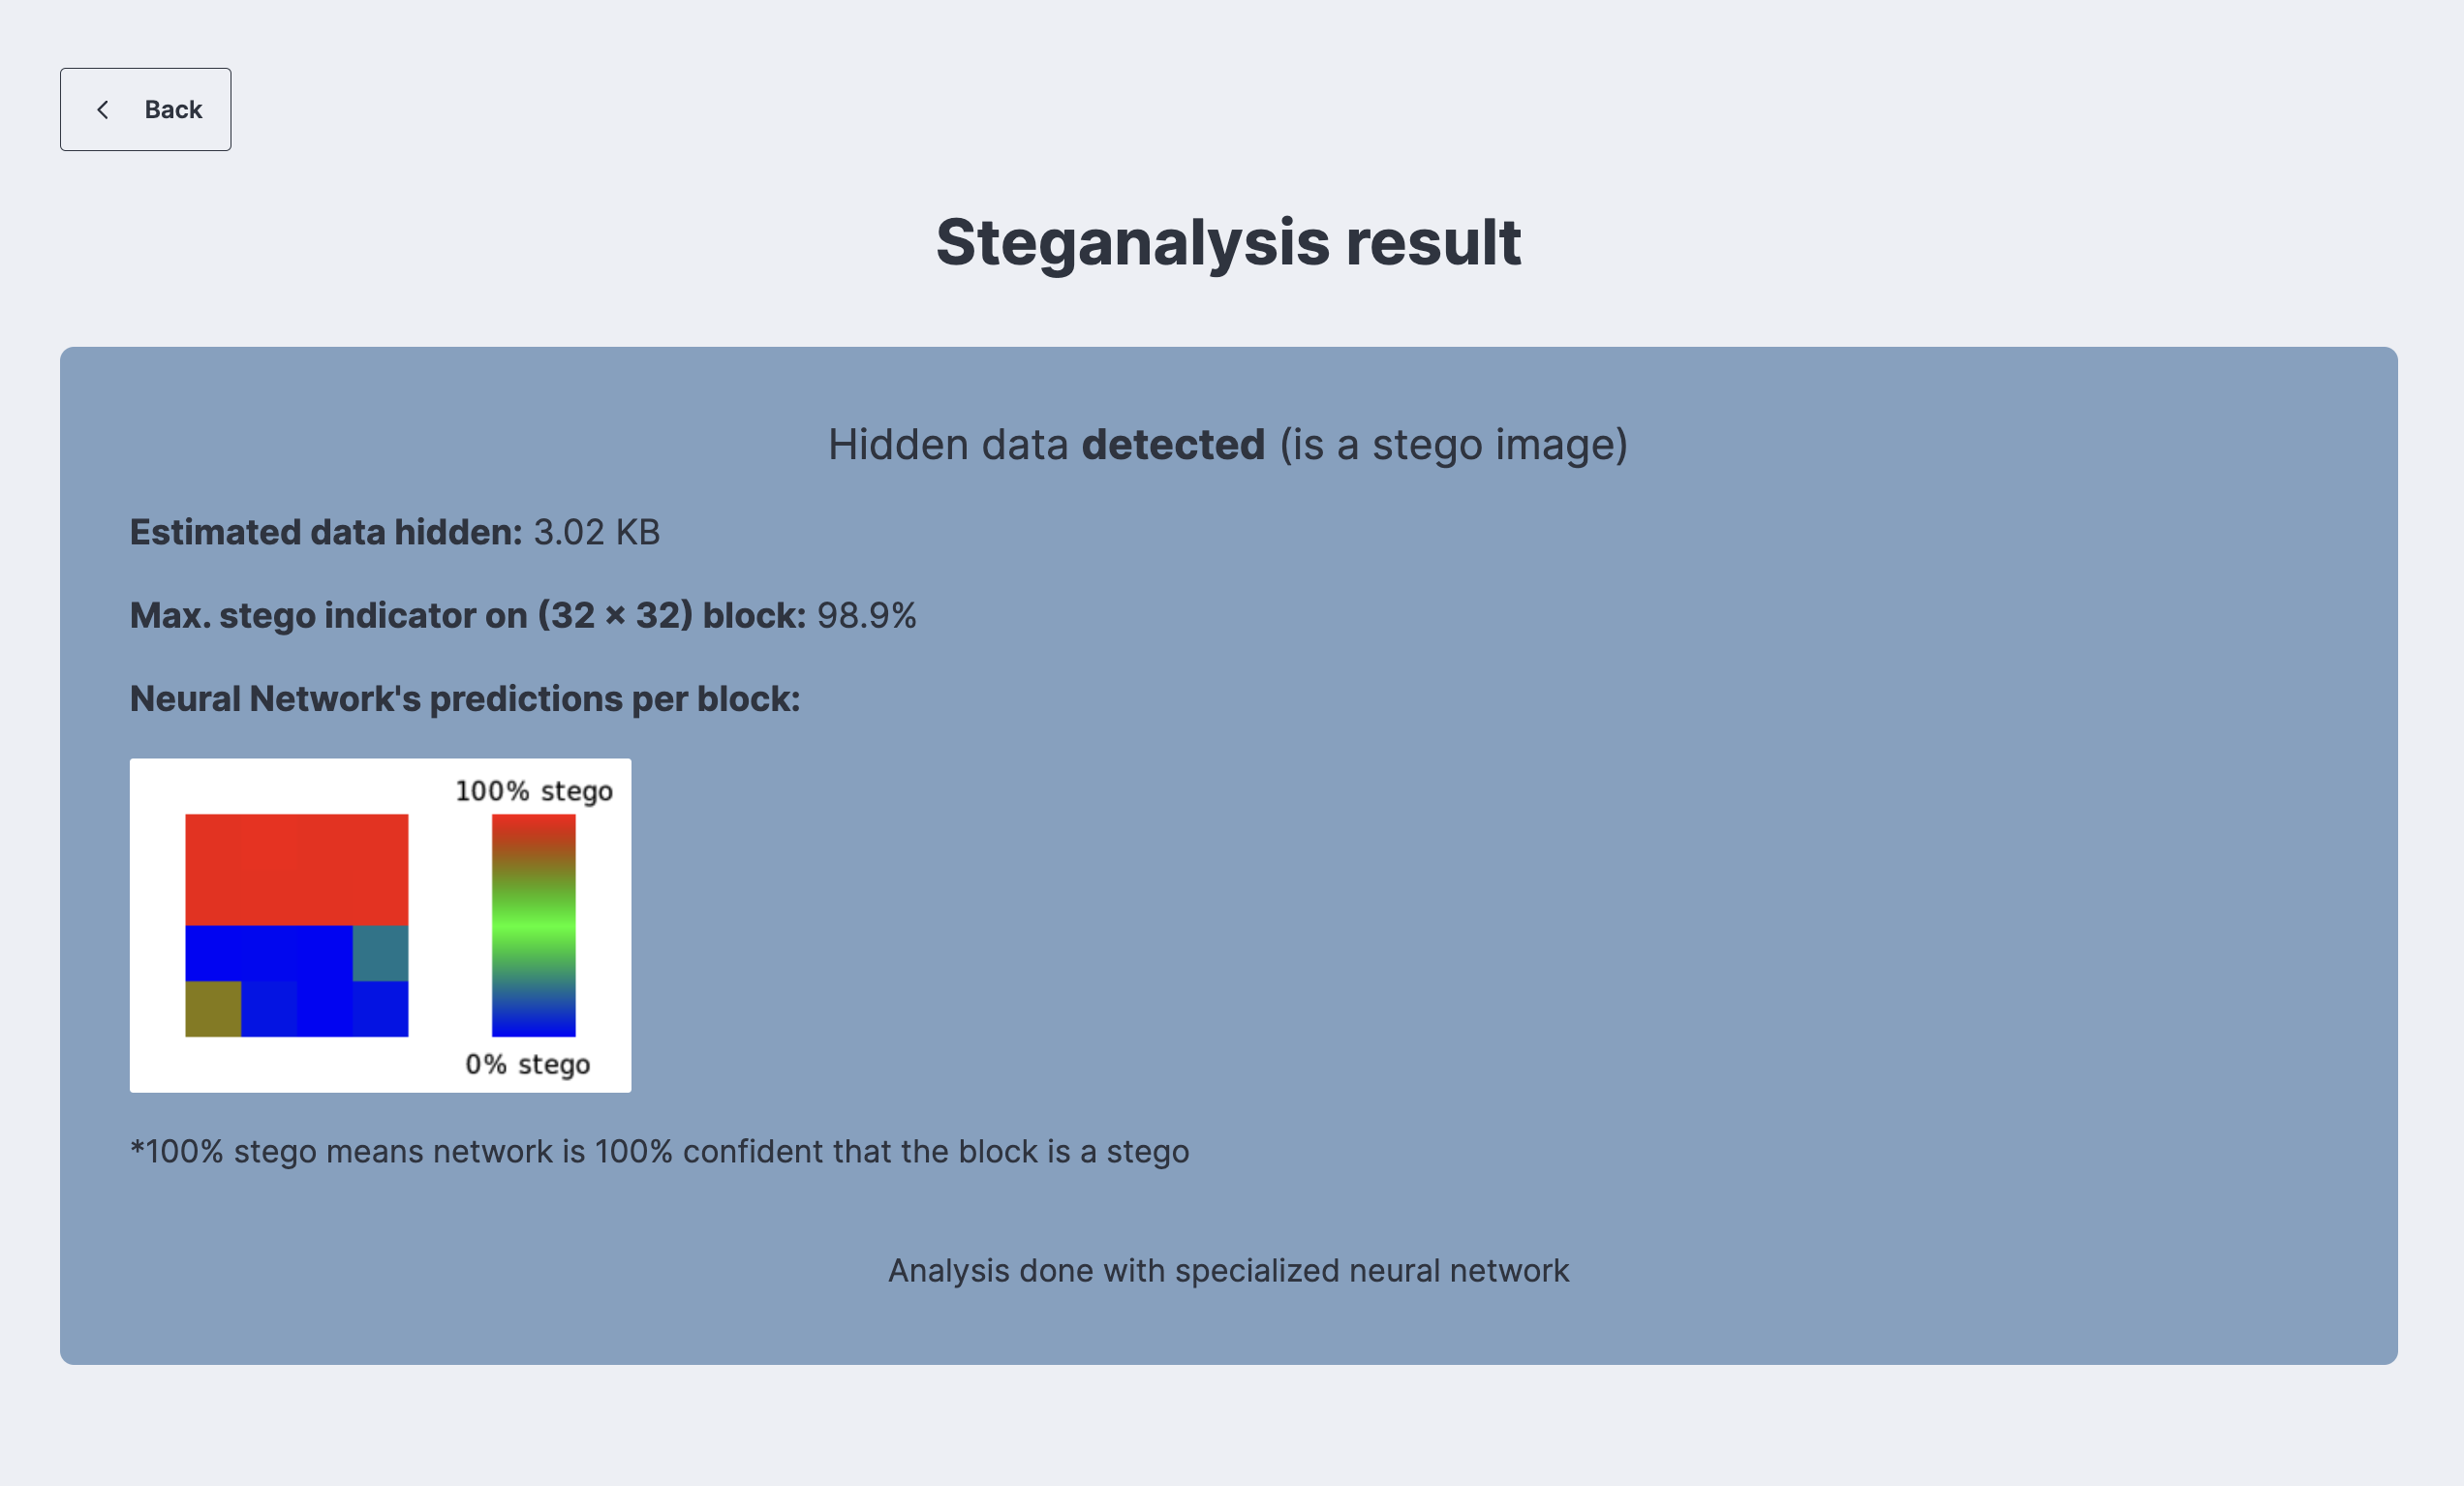 Back
Steganalysis result
Hidden data detected (is a stego image)
Estimated data hidden: 3.02 KB
Max. stego indicator on (32 × 32) block: 98.9%
Neural Network's predictions per block:
100% stego
0% stego
*100% stego means network is 100% confident that the block is a stego
Analysis done with specialized neural network